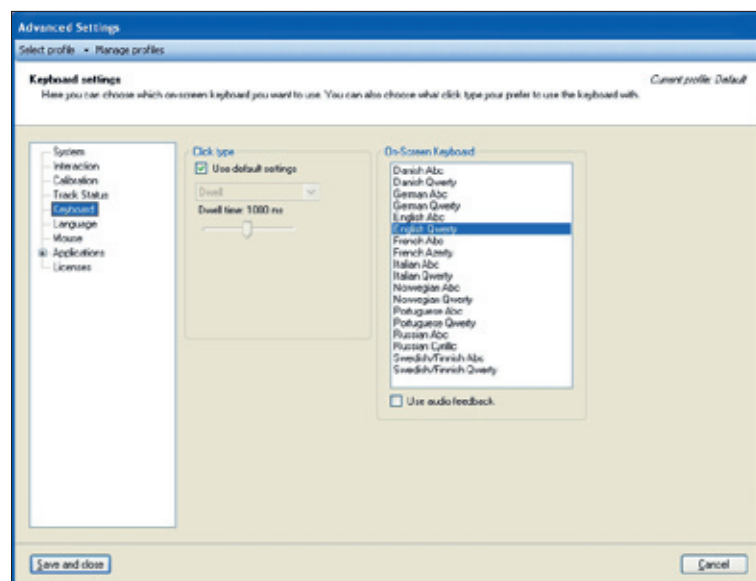 Advanced Settings
Select profile • Manage profiles
Keyboard settings
Current profile: Default
Here you can choose which on-screen keyboard you want to use. You can also choose what click type your prefer to use the keyboard with.
System
Interaction
Calibration
Track Status
Keyboard
Language
Mouse
Applications
Licenses
Click type
Use default settings
Dwell
Dwell time: 1000 ms
On-Screen Keyboard
Danish Abc
Danish Qwerty
German Abc
German Qwerty
English Abc
English Qwerty
French Abc
French Azerty
Italian Abc
Italian Qwerty
Norwegian Abc
Norwegian Qwerty
Portuguese Abc
Portuguese Qwerty
Russian Abc
Russian Cyrillic
Swedish/Finnish Abc
Swedish/Finnish Qwerty
Use audio feedback
Save and close
Cancel